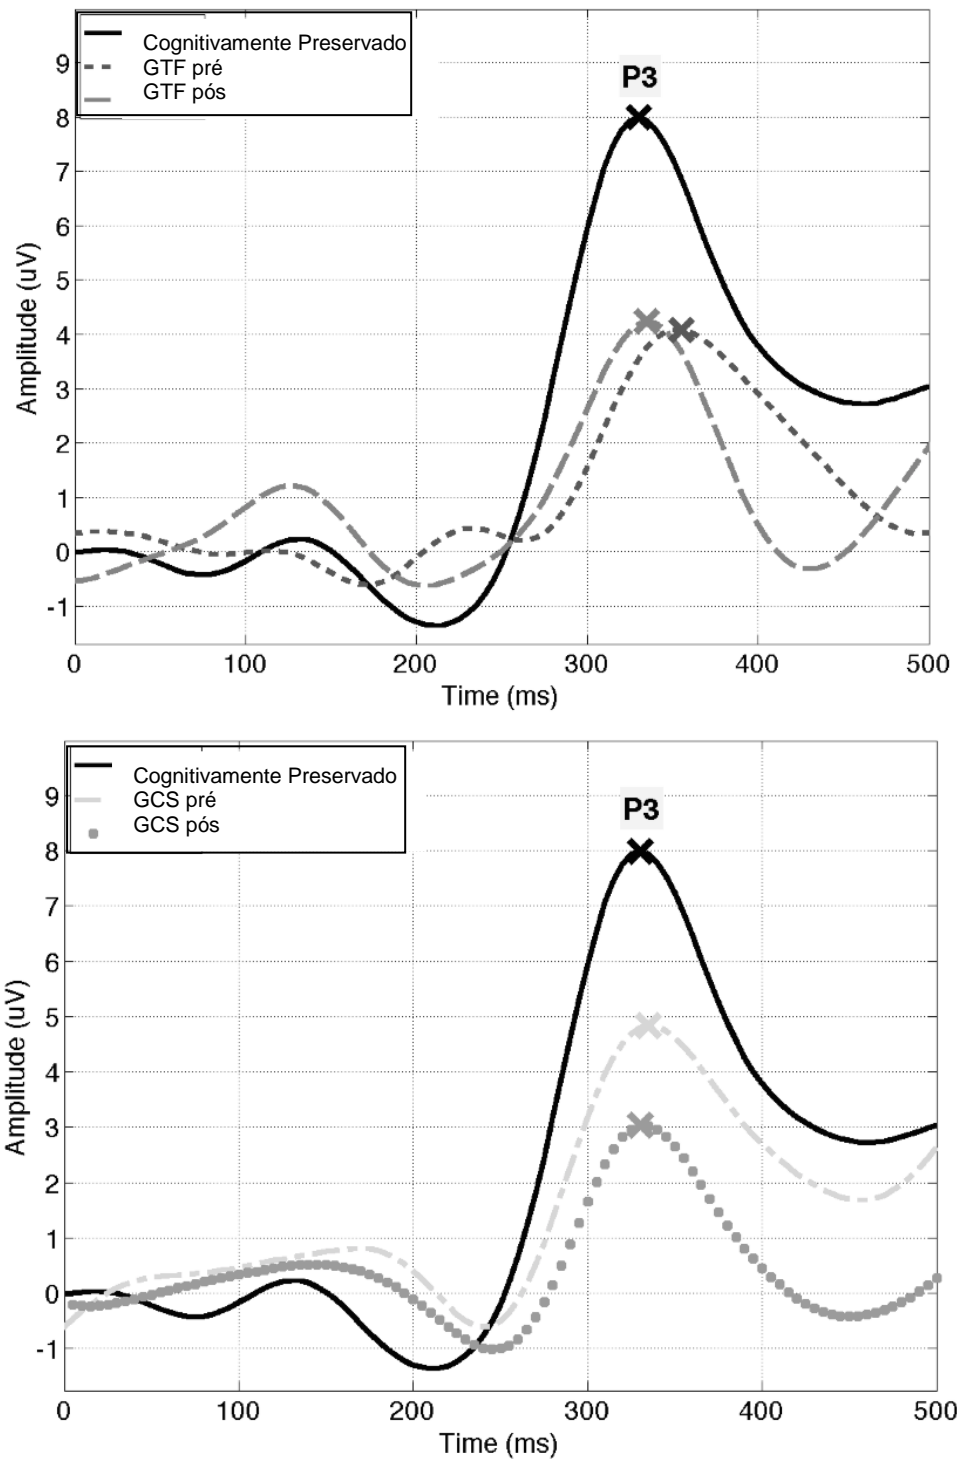 Cognitivamente Preservado
GTF pré
GTF pós
P3
9
8
7
6
5
4
3
2
1
0
-1
Amplitude (uV)
0 100 200 300 400 500
Time (ms)
Cognitivamente Preservado
GCS pré
GCS pós
P3
9
8
7
6
5
4
3
2
1
0
-1
Amplitude (uV)
0 100 200 300 400 500
Time (ms)